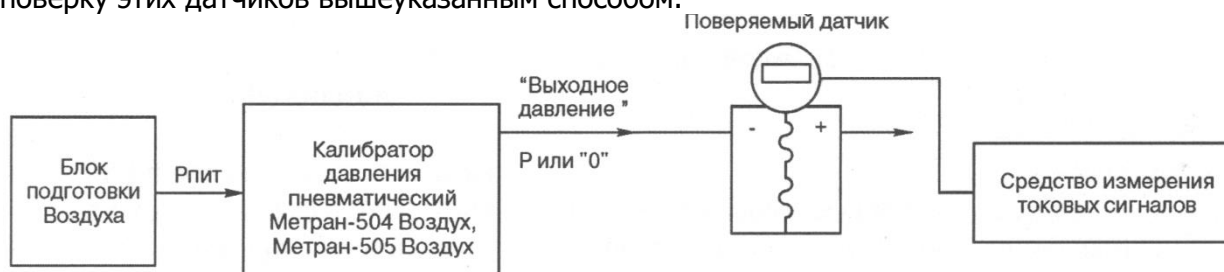 поверку этих датчиков вышеуказанным способом.
Поверяемый датчик
"Выходное
давление "
Р или "0"
Блок
подготовки
Воздуха
Рпит
Калибратор
давления
пневматический
Метран-504 Воздух,
Метран-505 Воздух
- +
Средство измерения
токовых сигналов